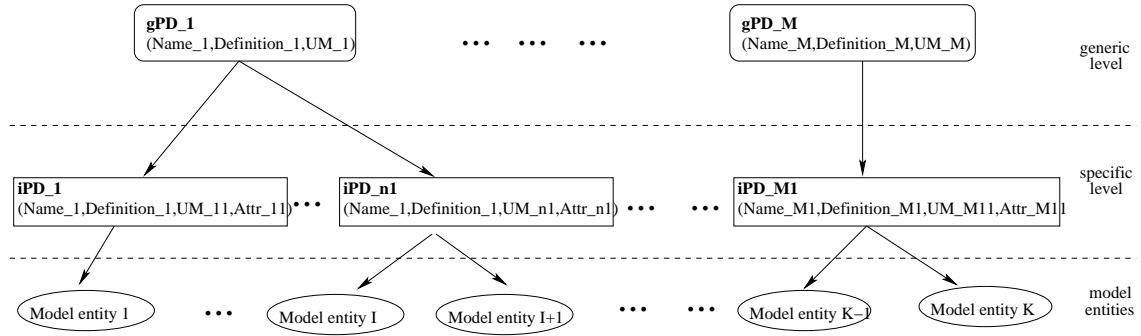 gPD_1
(Name_1,Definition_1,UM_1)
gPD_M
(Name_M,Definition_M,UM_M)
generic
level
iPD_1
(Name_1,Definition_1,UM_11,Attr_11)
iPD_n1
(Name_1,Definition_1,UM_n1,Attr_n1)
iPD_M1
(Name_M1,Definition_M1,UM_M11,Attr_M11
specific
level
Model entity 1
Model entity I
Model entity I+1
Model entity K−1
Model entity K
model
entities